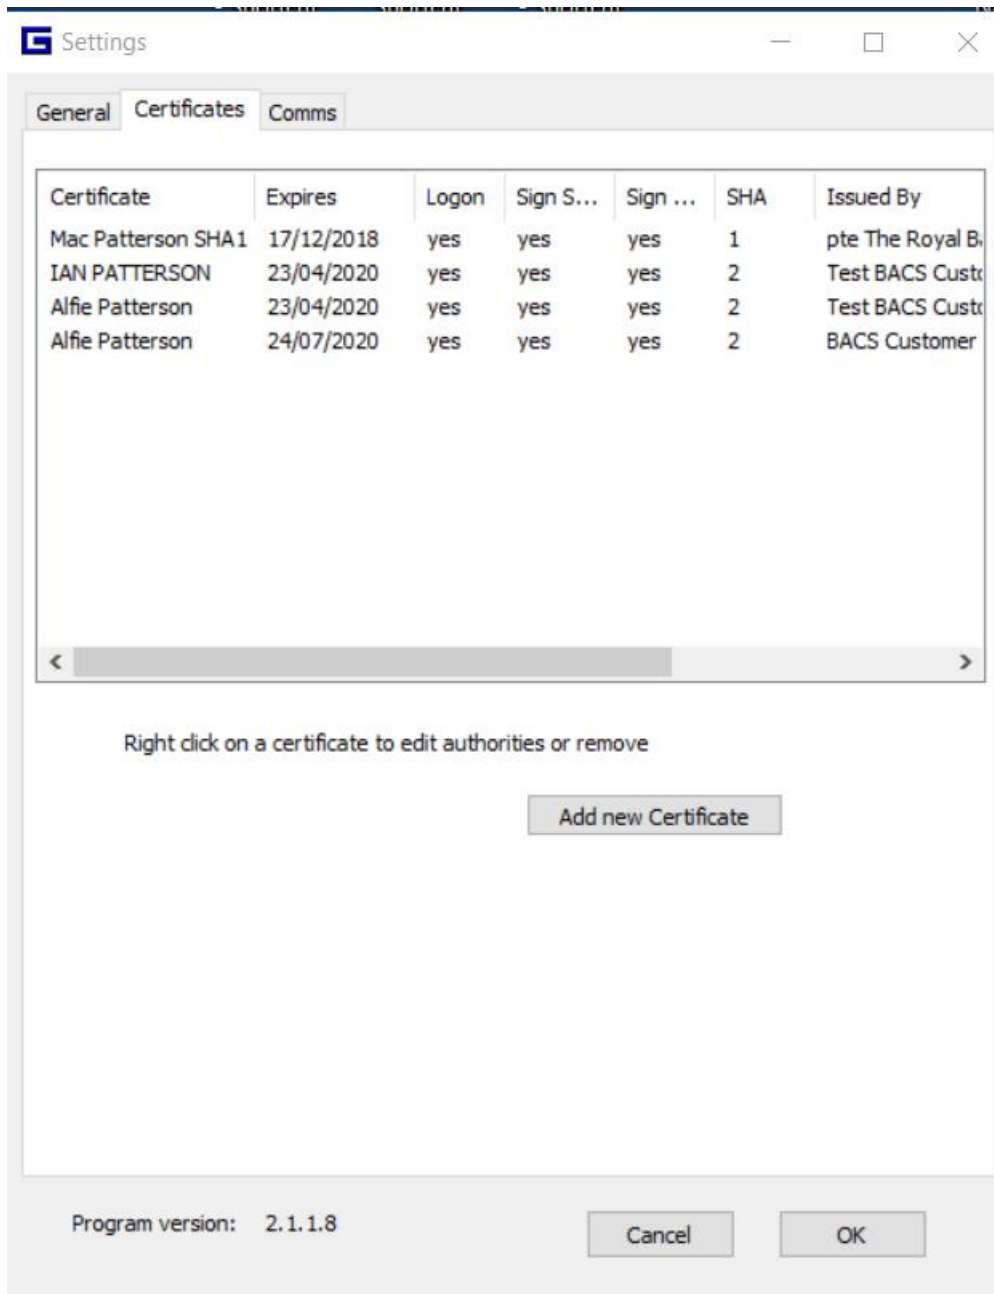 Settings
General Certificates Comms
Certificate Expires Logon Sign S... Sign ... SHA Issued By
Mac Patterson SHA1 17/12/2018 yes yes yes 1 pte The Royal B
IAN PATTERSON 23/04/2020 yes yes yes 2 Test BACS Cust
Alfie Patterson 23/04/2020 yes yes yes 2 Test BACS Cust
Alfie Patterson 24/07/2020 yes yes yes 2 BACS Customer
Right click on a certificate to edit authorities or remove
Add new Certificate
Program version: 2.1.1.8 Cancel OK